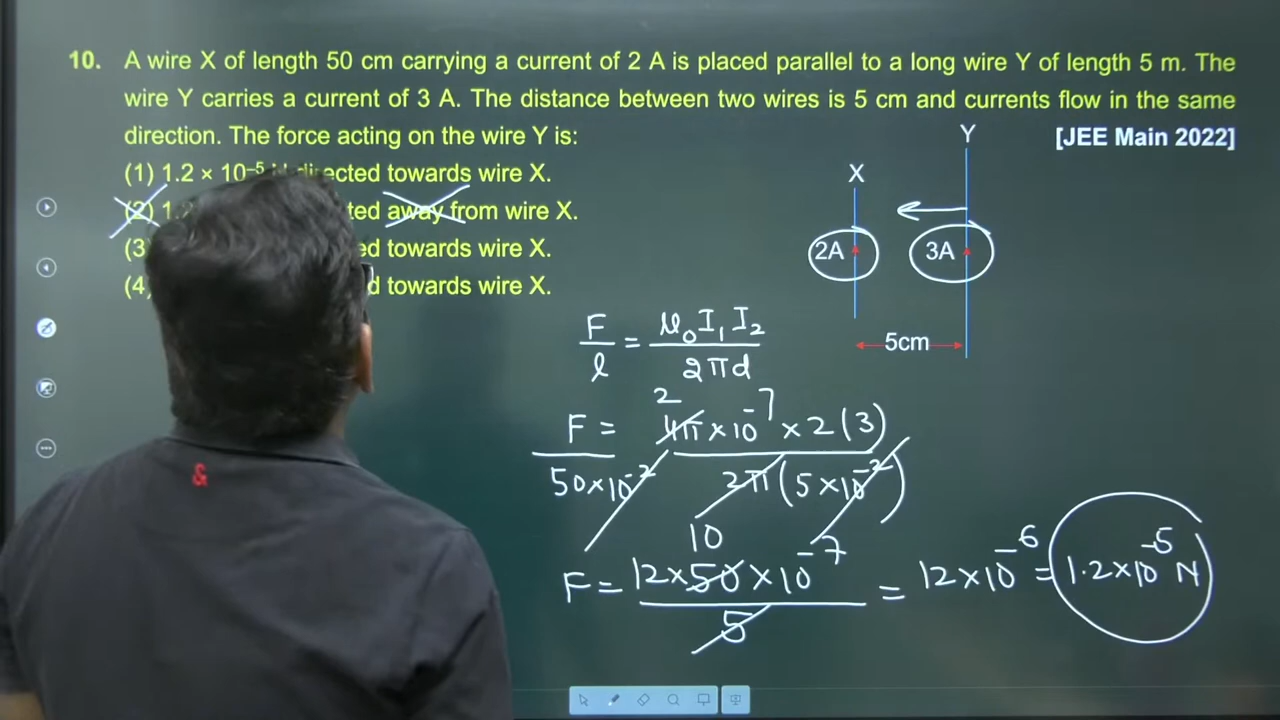 10. A wire X of length 50 cm carrying a current of 2 A is placed parallel to a long wire Y of length 5 m. The
wire Y carries a current of 3 A. The distance between two wires is 5 cm and currents flow in the same
direction. The force acting on the wire Y is:
[JEE Main 2022]
(1) 1.2 × 10⁻⁵ N directed towards wire X.
(2) away from wire X.
(3 towards wire X.
(4) towards wire X.
X
Y
2A
3A
5cm
F/l = μ₀I₁I₂/2πd
2
F/50×10⁻² = 4π×10⁻⁷×2(3)/2π(5×10⁻²)
10
F = 12×50×10⁻⁷/5 = 12×10⁻⁶ = 1.2×10⁻⁵ N
&